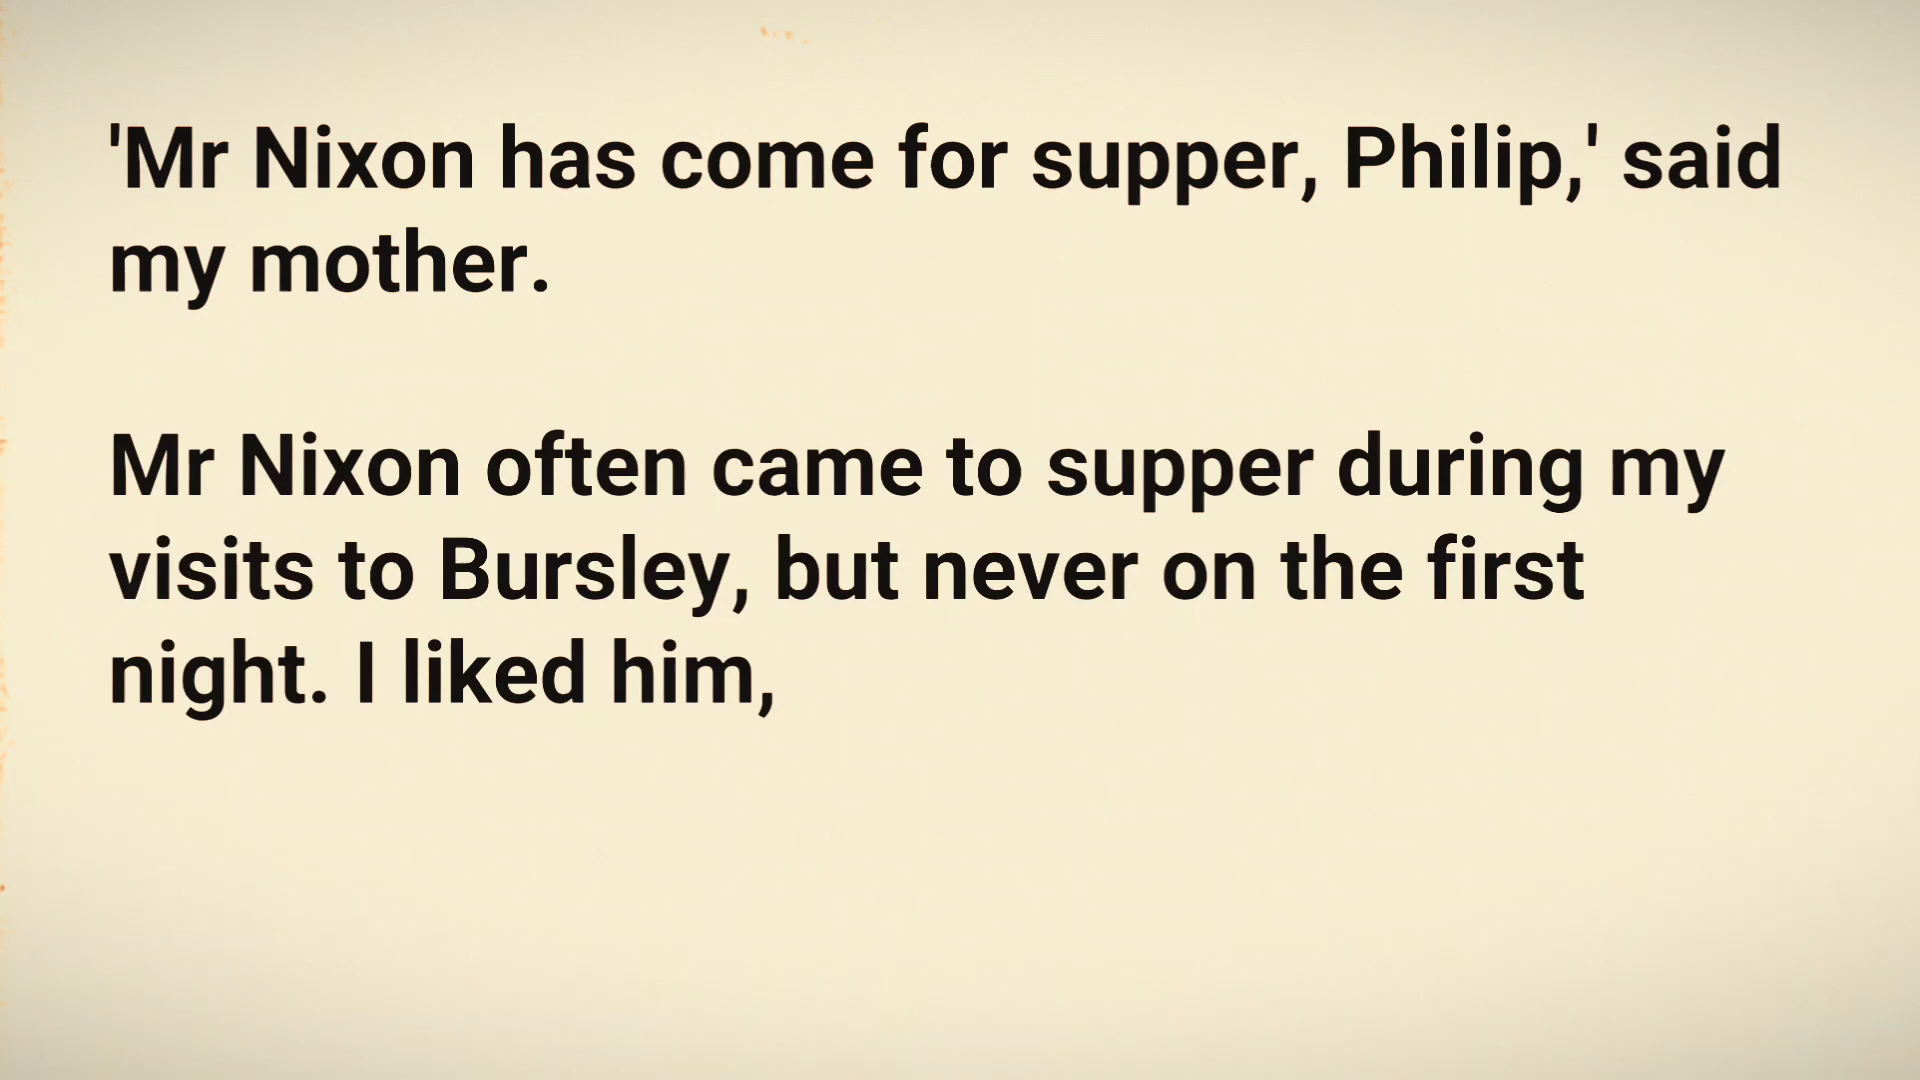 'Mr Nixon has come for supper, Philip,' said
my mother.
Mr Nixon often came to supper during my
visits to Bursley, but never on the first
night. I liked him,